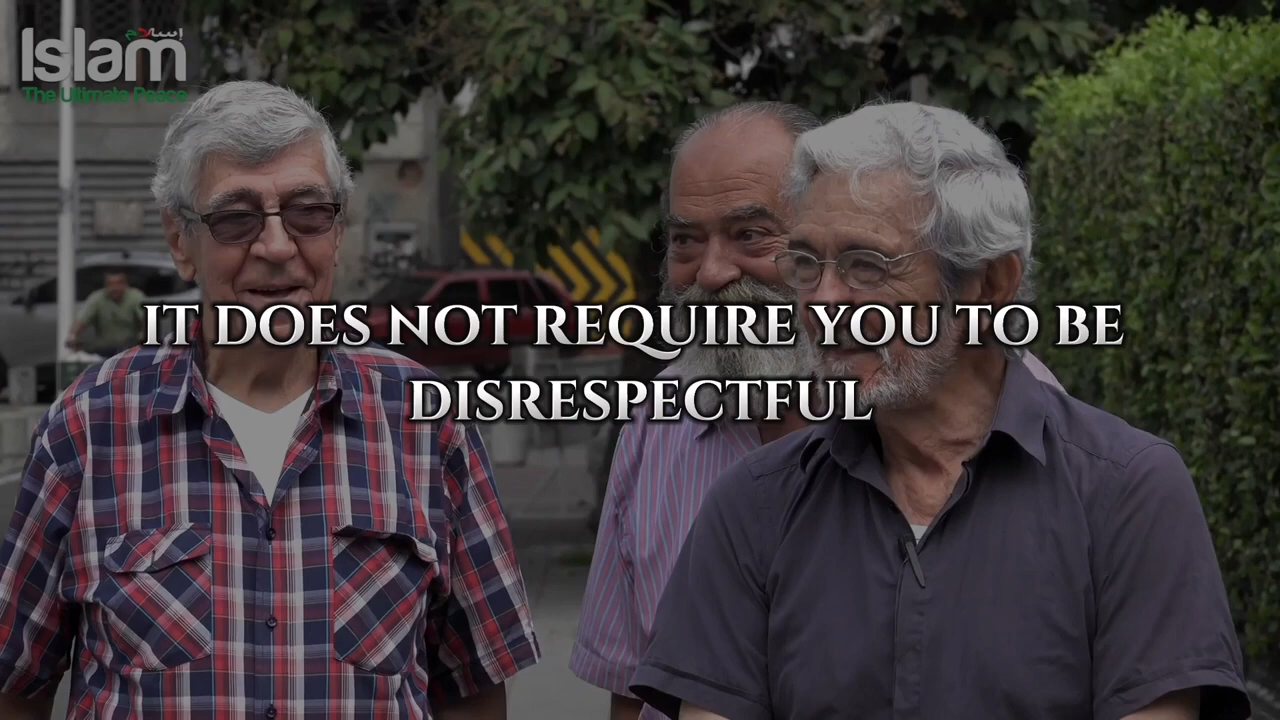 إسلام
Islam
The Ultimate Peace
IT DOES NOT REQUIRE YOU TO BE
DISRESPECTFUL